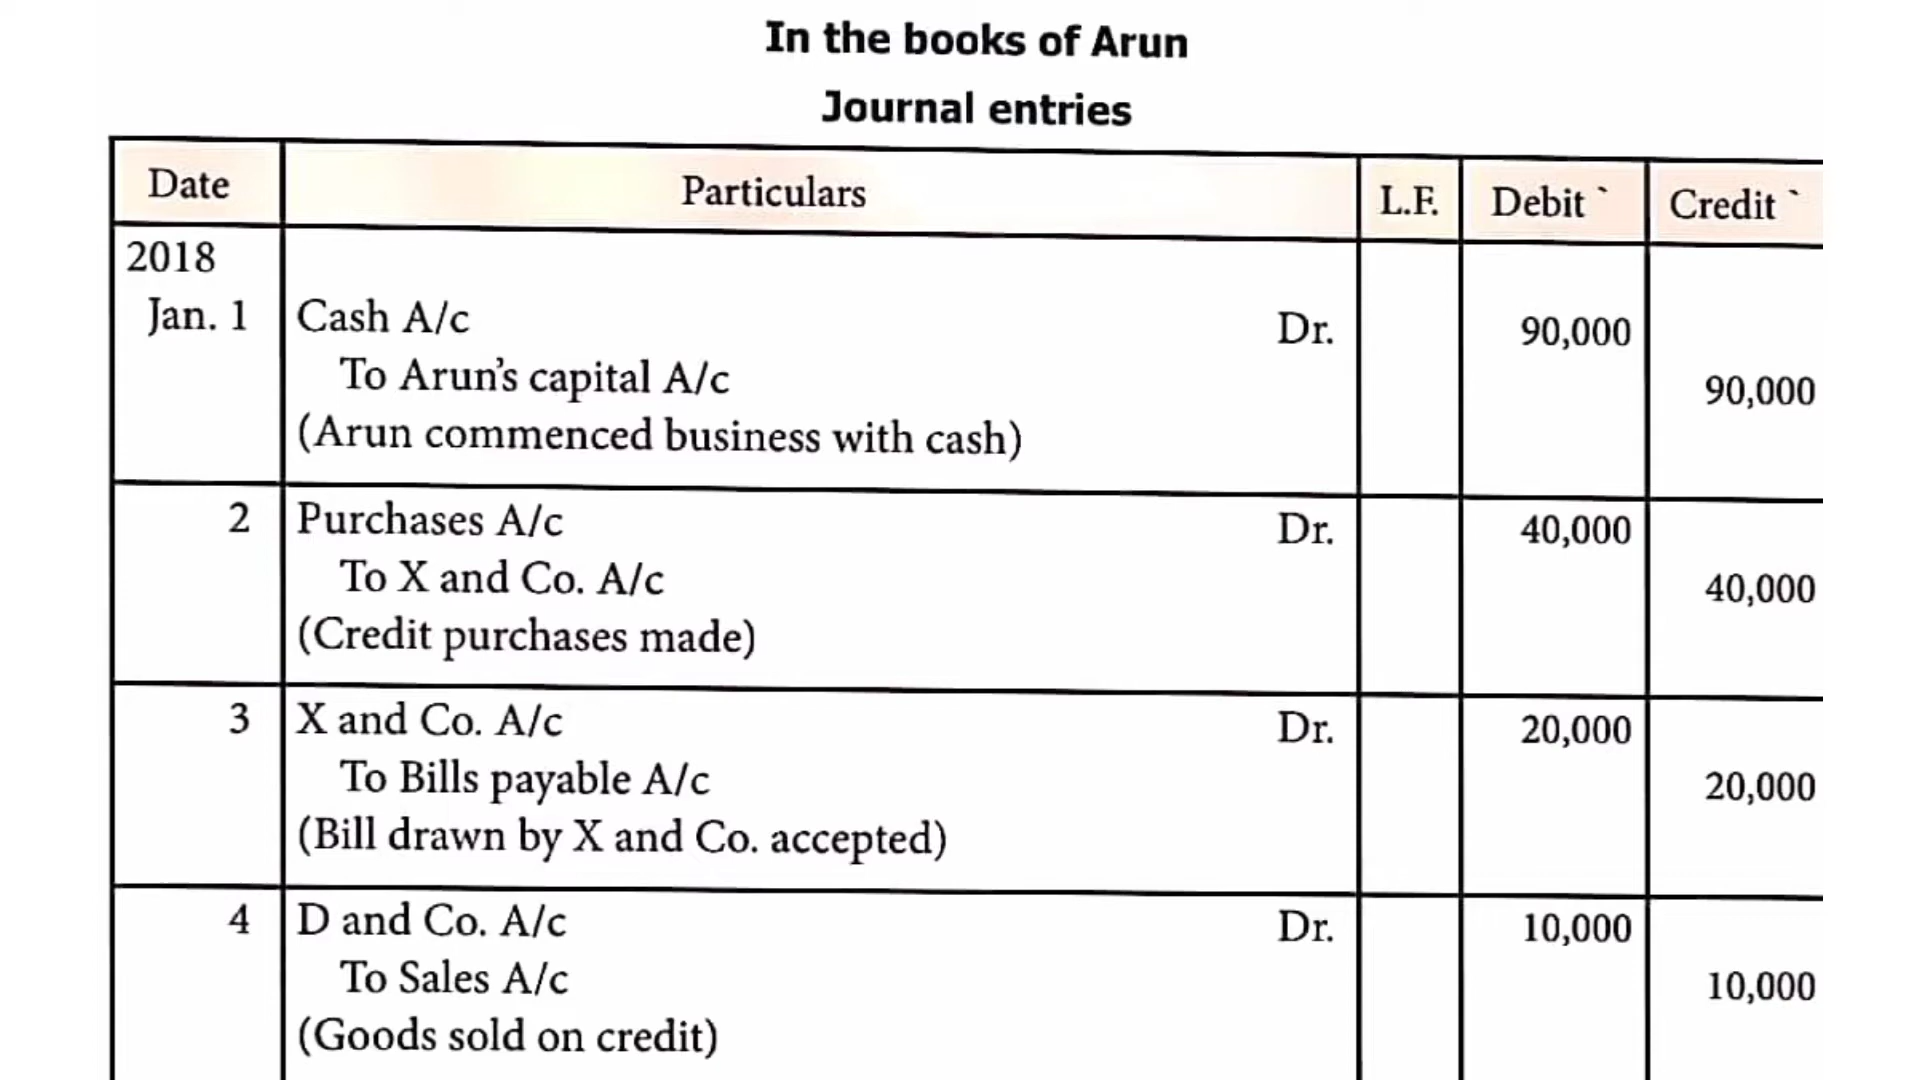 In the books of Arun
Journal entries
Date Particulars L.F. Debit ` Credit `
2018
Jan. 1 Cash A/c Dr. 90,000
To Arun's capital A/c 90,000
(Arun commenced business with cash)
2 Purchases A/c Dr. 40,000
To X and Co. A/c 40,000
(Credit purchases made)
3 X and Co. A/c Dr. 20,000
To Bills payable A/c 20,000
(Bill drawn by X and Co. accepted)
4 D and Co. A/c Dr. 10,000
To Sales A/c 10,000
(Goods sold on credit)